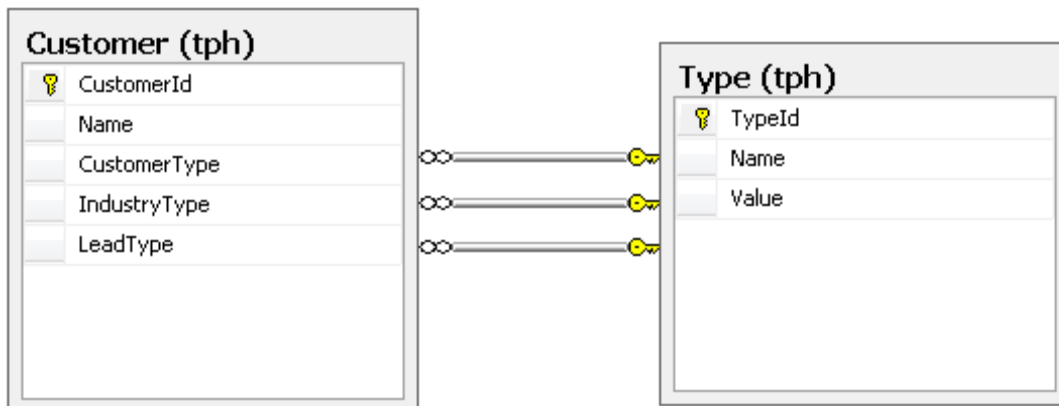 Customer (tph)
CustomerId
Name
CustomerType
IndustryType
LeadType
Type (tph)
TypeId
Name
Value